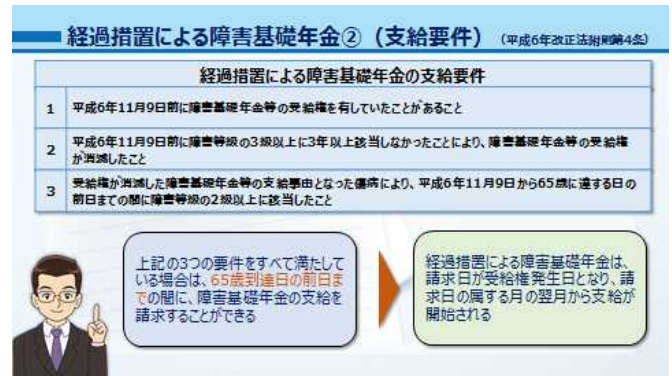 経過措置による障害基礎年金②（支給要件）（平成6年改正法附則第4条）
経過措置による障害基礎年金の支給要件
1 平成6年11月9日前に障害基礎年金等の受給権を有していたことがあること
2 平成6年11月9日前に障害等級の3級以上に3年以上該当しなかったことにより、障害基礎年金等の受給権
が消滅したこと
3 受給権が消滅した障害基礎年金等の支給事由となった傷病により、平成6年11月9日から65歳に達する日の
前日までの間に障害等級の2級以上に該当したこと
上記の3つの要件をすべて満たして
いる場合は、65歳到達日の前日ま
での間に、障害基礎年金の支給を
請求することができる
経過措置による障害基礎年金は、
請求日が受給権発生日となり、請
求日の属する月の翌月から支給が
開始される